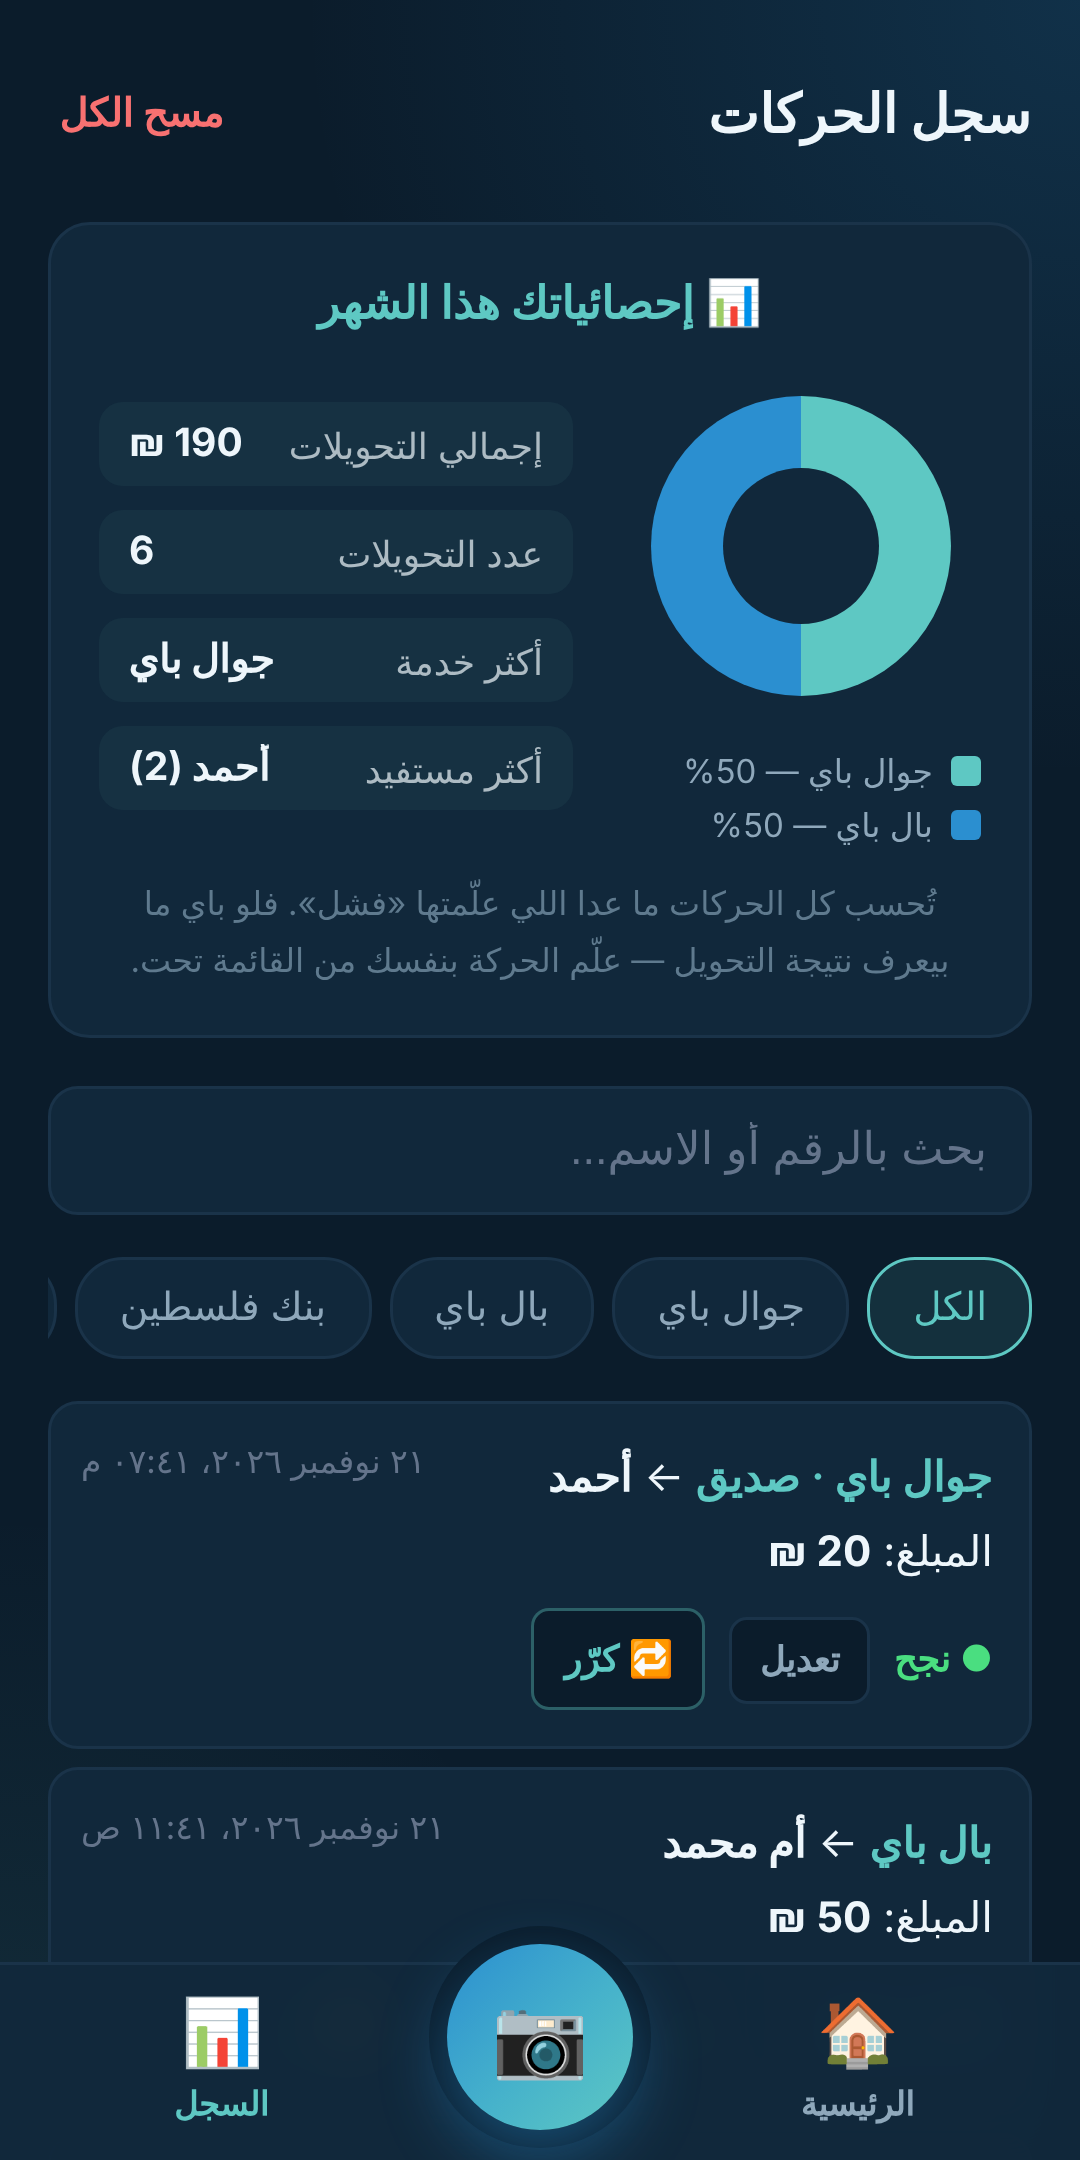 سجل الحركات
مسح الكل
📊 إحصائياتك هذا الشهر
جوال باي — 50%
بال باي — 50%
إجمالي التحويلات 190 ₪
عدد التحويلات 6
أكثر خدمة جوال باي
أكثر مستفيد أحمد (2)
تُحسب كل الحركات ما عدا اللي علّمتها «فشل». فلو باي ما
بيعرف نتيجة التحويل — علّم الحركة بنفسك من القائمة تحت.
بحث بالرقم أو الاسم...
الكل
جوال باي
بال باي
بنك فلسطين
جوال باي · صديق ← أحمد
٢١ نوفمبر ٢٠٢٦، ٠٧:٤١ م
المبلغ: 20 ₪
نجح
تعديل
🔁 كرّر
بال باي ← أم محمد
٢١ نوفمبر ٢٠٢٦، ١١:٤١ ص
المبلغ: 50 ₪
الرئيسية
السجل